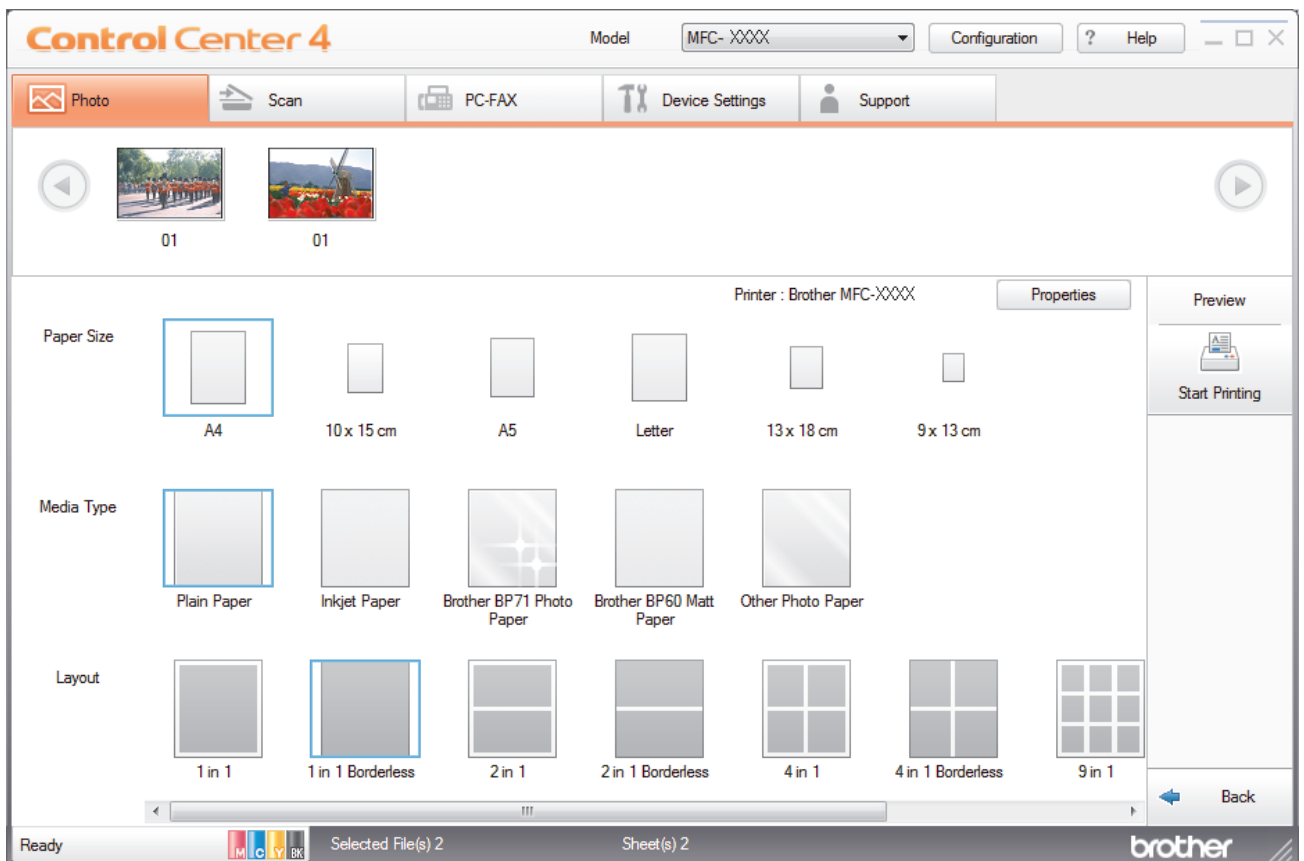 Control Center 4
Model
MFC- XXXX
Configuration
? Help
Photo
Scan
PC-FAX
Device Settings
Support
01
01
Printer : Brother MFC-XXXX
Properties
Preview
Start Printing
Paper Size
A4
10 x 15 cm
A5
Letter
13 x 18 cm
9 x 13 cm
Media Type
Plain Paper
Inkjet Paper
Brother BP71 Photo
Paper
Brother BP60 Matt
Paper
Other Photo Paper
Layout
1 in 1
1 in 1 Borderless
2 in 1
2 in 1 Borderless
4 in 1
4 in 1 Borderless
9 in 1
Back
Ready
M C Y BK
Selected File(s) 2
Sheet(s) 2
brother